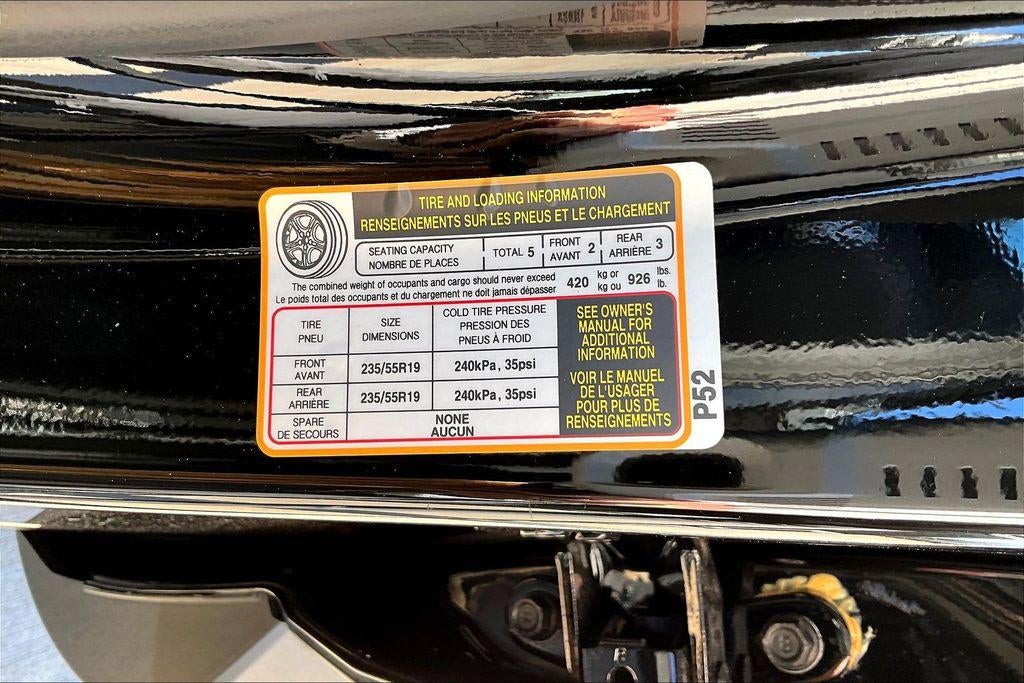 TIRE AND LOADING INFORMATION
RENSEIGNEMENTS SUR LES PNEUS ET LE CHARGEMENT
SEATING CAPACITY
NOMBRE DE PLACES
TOTAL 5
FRONT
AVANT
2
REAR
ARRIÈRE
3
The combined weight of occupants and cargo should never exceed
Le poids total des occupants et du chargement ne doit jamais dépasser
420
kg or
kg ou
926
lbs.
lb.
TIRE
PNEU
SIZE
DIMENSIONS
COLD TIRE PRESSURE
PRESSION DES
PNEUS À FROID
FRONT
AVANT
235/55R19
240kPa, 35psi
REAR
ARRIÈRE
235/55R19
240kPa, 35psi
SPARE
DE SECOURS
NONE
AUCUN
SEE OWNER'S
MANUAL FOR
ADDITIONAL
INFORMATION
VOIR LE MANUEL
DE L'USAGER
POUR PLUS DE
RENSEIGNEMENTS
P52